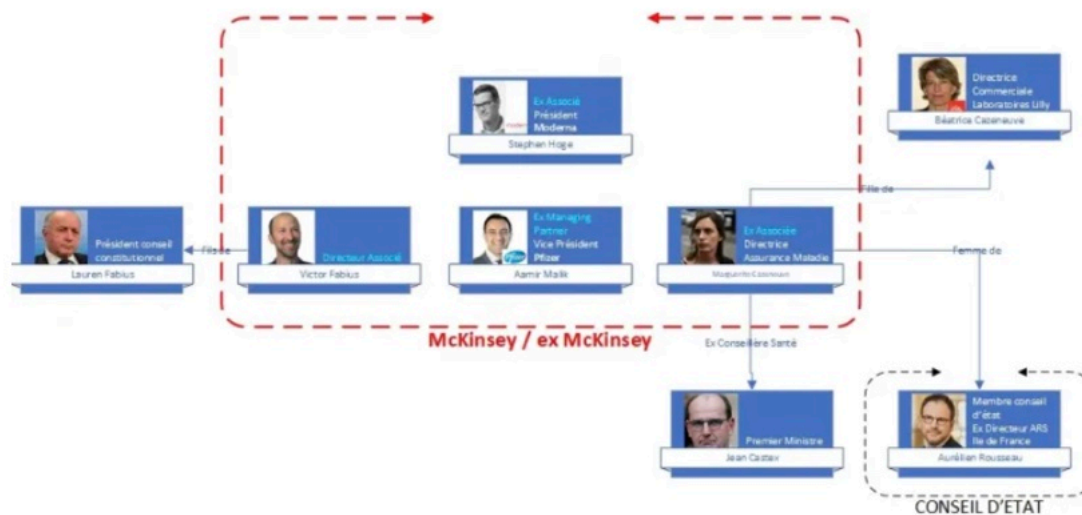 Ex Associé
Président
Moderna
Stephen Hoge
Directrice
Commerciale
Laboratoires Lilly
Béatrice Cazeneuve
Fille de
Président conseil
constitutionnel
Lauren Fabius
Fils de
Directeur Associé
Victor Fabius
Ex Managing
Partner
Vice Président
Pfizer
Aamir Malik
Ex Associée
Directrice
Assurance Maladie
Marguerite Cazeneuve
Femme de
McKinsey / ex McKinsey
Ex Conseillère Santé
Premier Ministre
Jean Castex
Membre conseil
d'état
Ex Directeur ARS
Ile de France
Aurélien Rousseau
CONSEIL D'ETAT